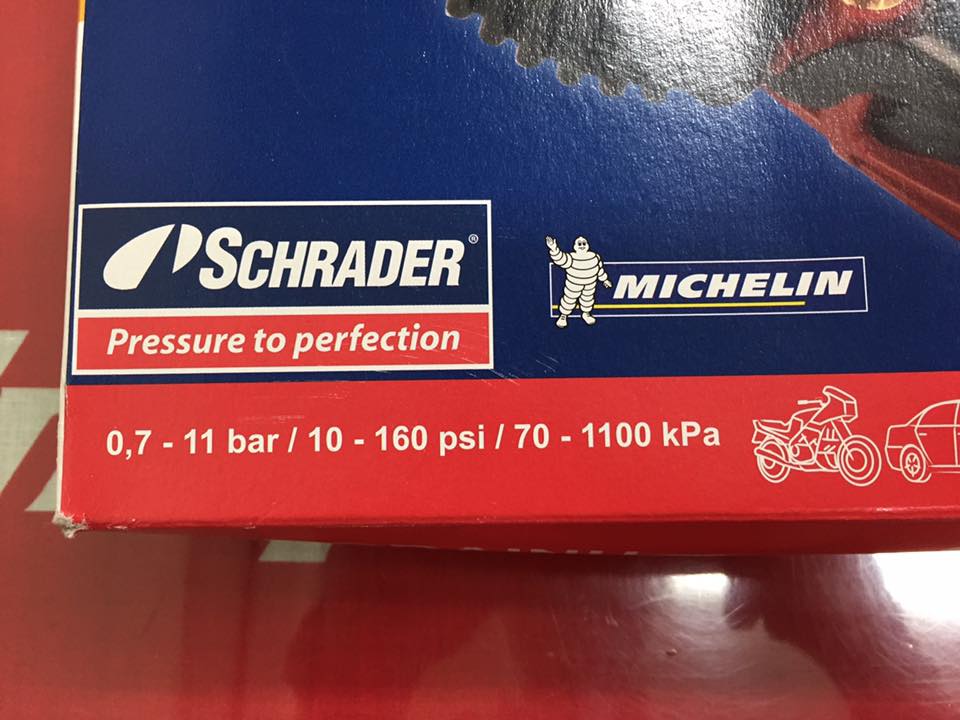 SCHRADER®
Pressure to perfection
MICHELIN
0,7 - 11 bar / 10 - 160 psi / 70 - 1100 kPa